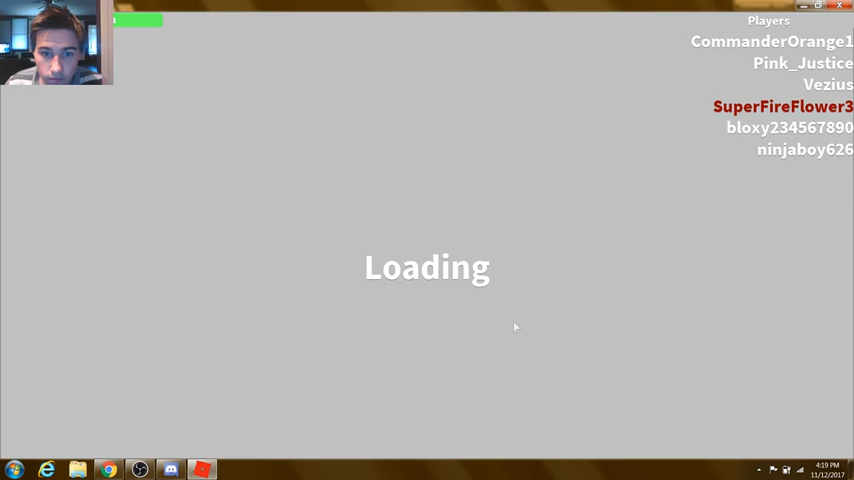 Players
CommanderOrange1
Pink_Justice
Vezius
SuperFireFlower3
bloxy234567890
ninjaboy626
Loading
4:19 PM
11/12/2017